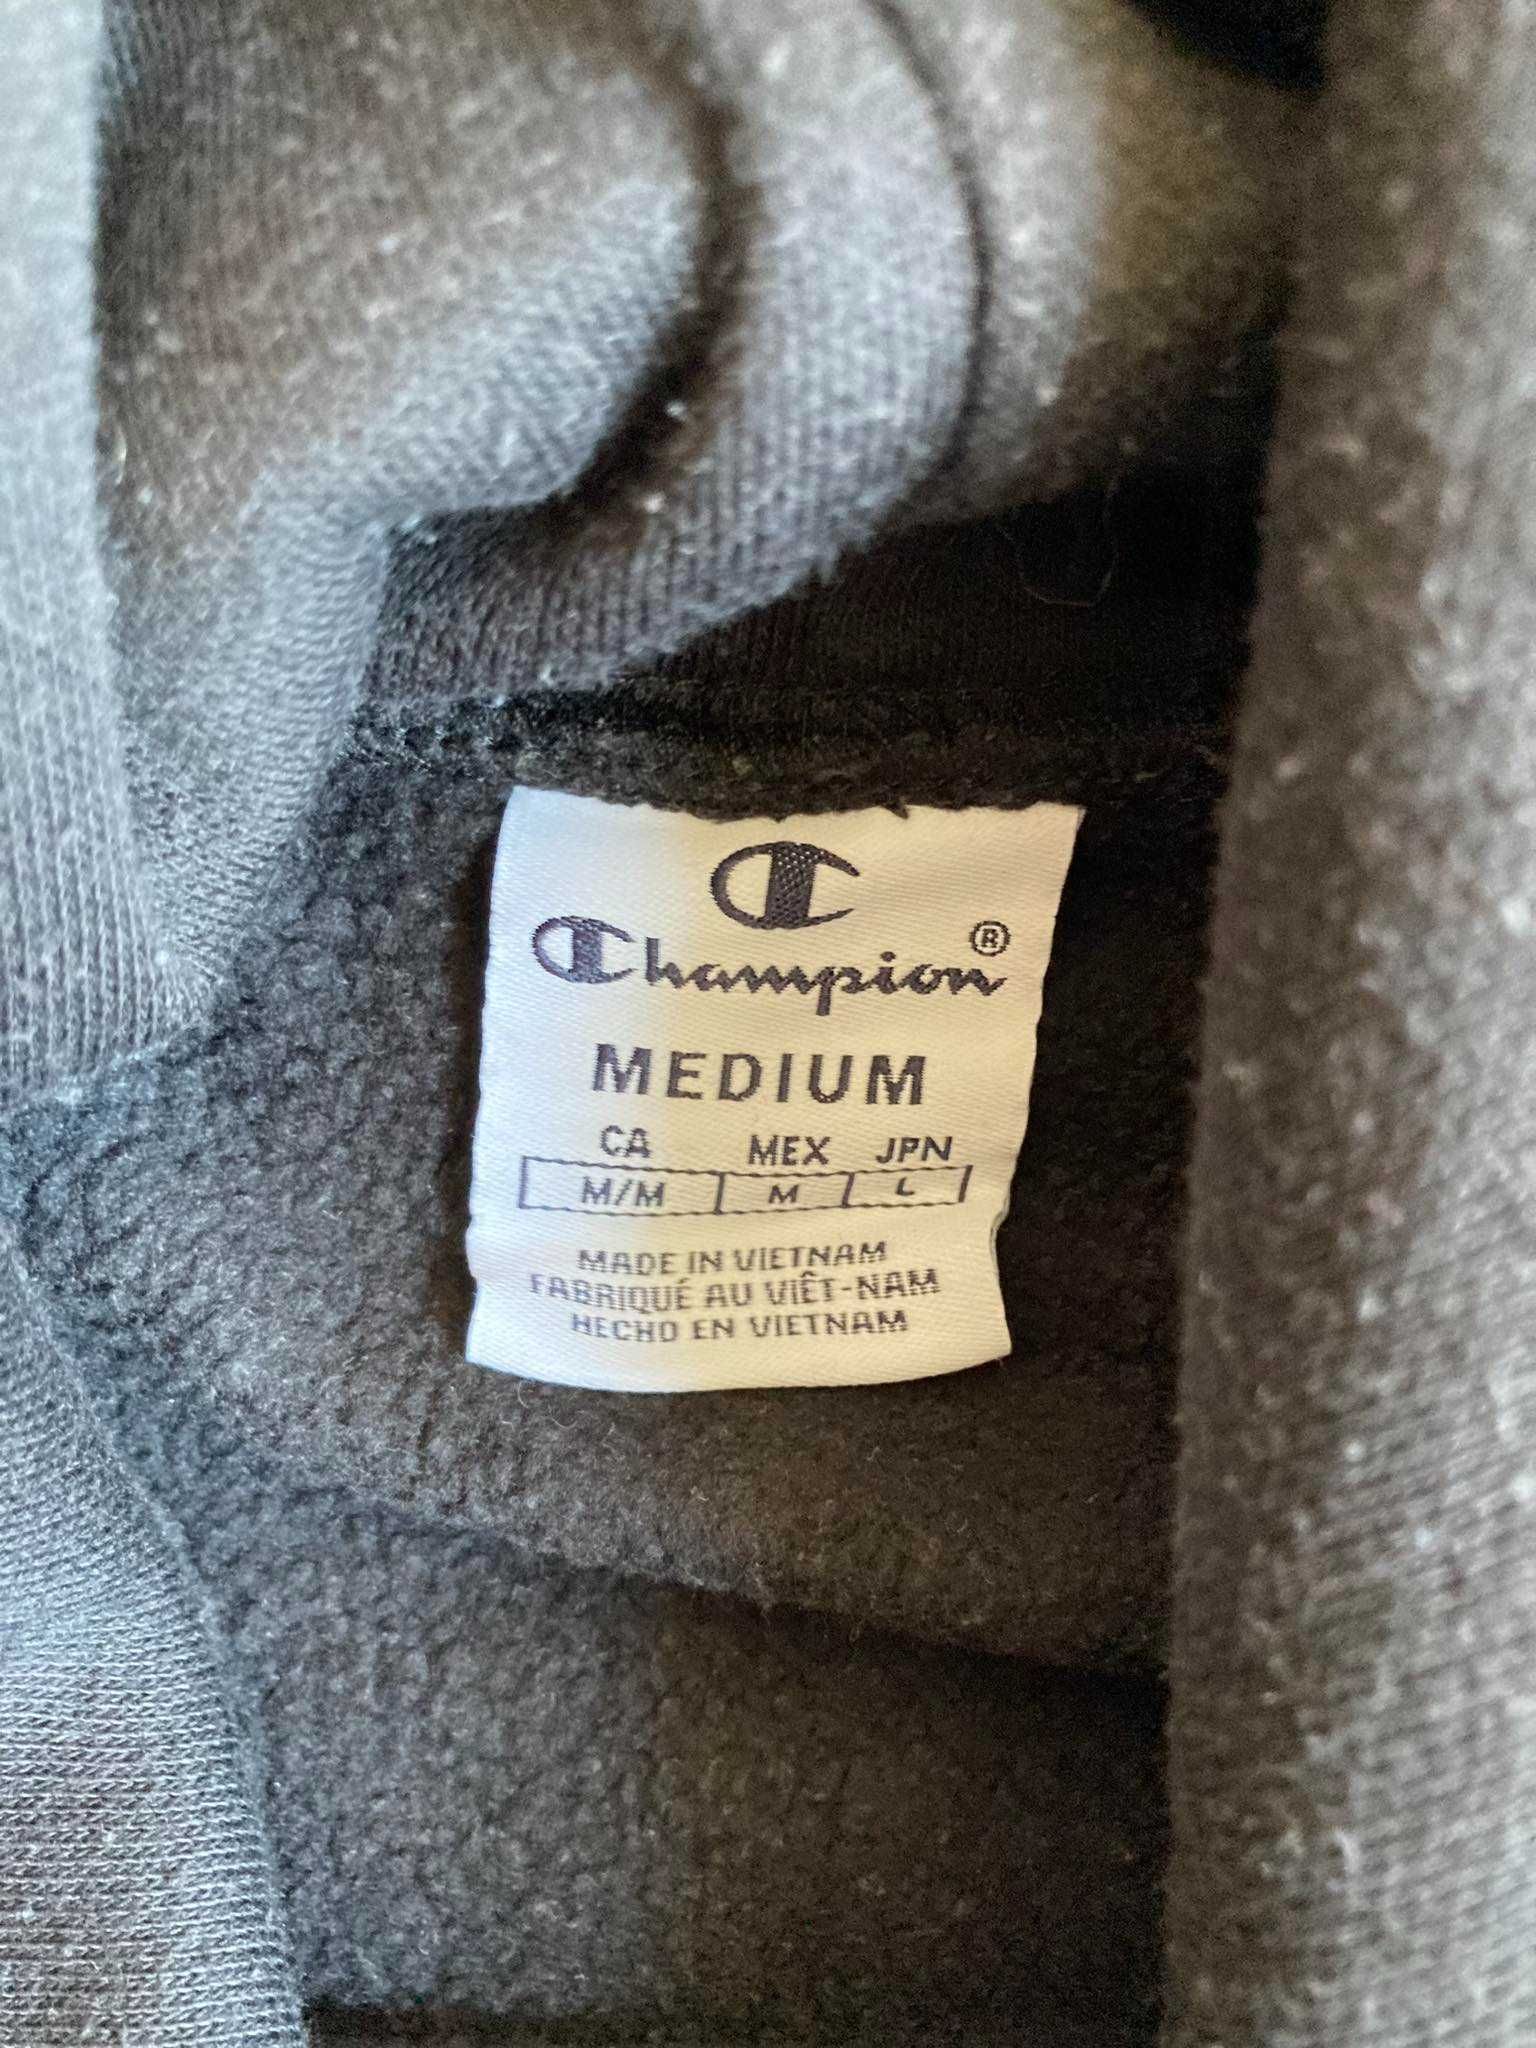 Champion®
MEDIUM
CA MEX JPN
M/M M L
MADE IN VIETNAM
FABRIQUÉ AU VIÊT-NAM
HECHO EN VIETNAM